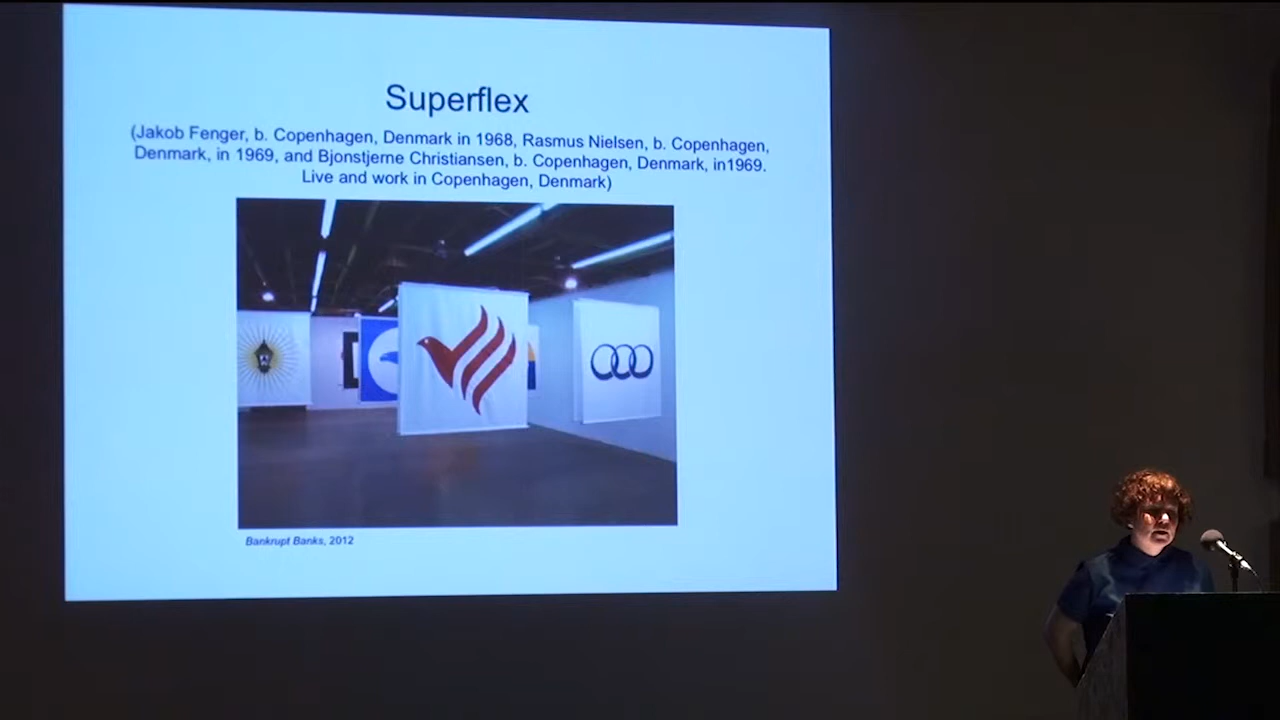 Superflex
(Jakob Fenger, b. Copenhagen, Denmark in 1968, Rasmus Nielsen, b. Copenhagen,
Denmark, in 1969, and Bjonstjerne Christiansen, b. Copenhagen, Denmark, in1969.
Live and work in Copenhagen, Denmark)
Bankrupt Banks, 2012